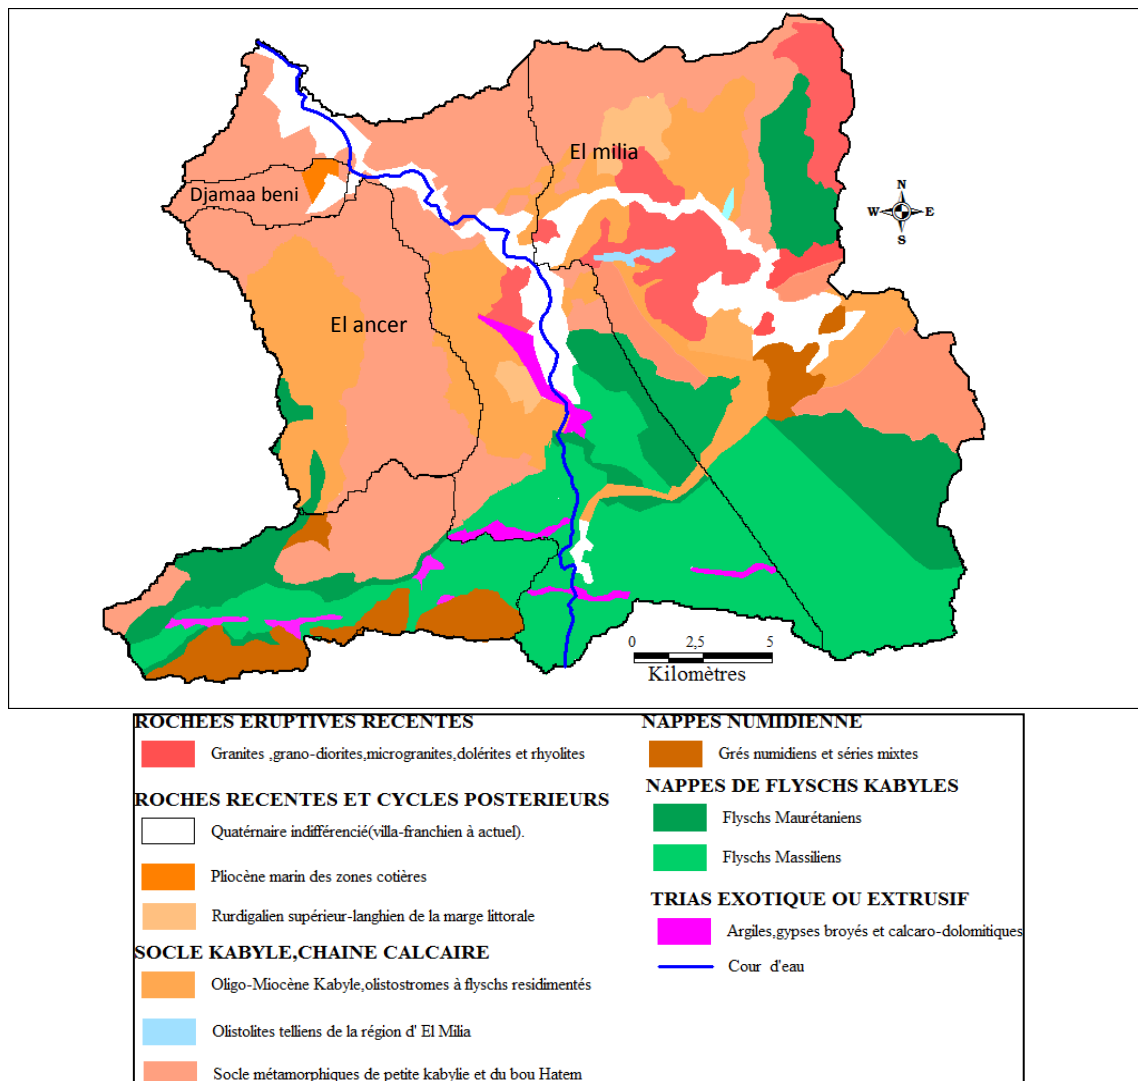 El milia
Djamaa beni
N
W E
S
El ancer
0 2,5 5
Kilomètres
ROCHEES ERUPTIVES RECENTES
Granites ,grano-diorites,microgranites,dolérites et rhyolites
ROCHES RECENTES ET CYCLES POSTERIEURS
Quatérnaire indifférencié(villa-franchien à actuel).
Pliocène marin des zones cotières
Rurdigalien supérieur-langhien de la marge littorale
SOCLE KABYLE,CHAINE CALCAIRE
Oligo-Miocène Kabyle,olistostromes à flyschs residimentés
Olistolites telliens de la région d' El Milia
Socle métamorphiques de petite kabylie et du bou Hatem
NAPPES NUMIDIENNE
Grés numidiens et séries mixtes
NAPPES DE FLYSCHS KABYLES
Flyschs Maurétaniens
Flyschs Massiliens
TRIAS EXOTIQUE OU EXTRUSIF
Argiles,gypses broyés et calcaro-dolomitiques
Cour d'eau